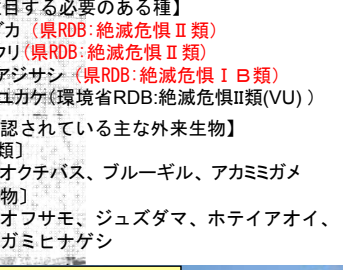 目する必要のある種】
ダカ（県RDB：絶滅危惧Ⅱ類）
クリ（県RDB：絶滅危惧Ⅱ類）
アジサシ（県RDB：絶滅危惧ⅠB類）
ユカケ（環境省RDB:絶滅危惧II類(VU) ）
認されている主な外来生物】
類〕
オクチバス、ブルーギル、アカミミガメ
物〕
オフサモ、ジュズダマ、ホテイアオイ、
ガミヒナゲシ